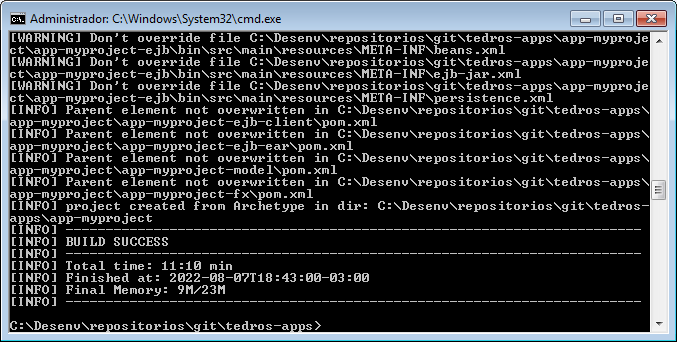 Administrador: C:\Windows\System32\cmd.exe
[WARNING] Don't override file C:\Desenv\repositorios\git\tedros-apps\app-myproje
ct\app-myproject-ejb\bin\src\main\resources\META-INF\beans.xml
[WARNING] Don't override file C:\Desenv\repositorios\git\tedros-apps\app-myproje
ct\app-myproject-ejb\bin\src\main\resources\META-INF\ejb-jar.xml
[WARNING] Don't override file C:\Desenv\repositorios\git\tedros-apps\app-myproje
ct\app-myproject-ejb\bin\src\main\resources\META-INF\persistence.xml
[INFO] Parent element not overwritten in C:\Desenv\repositorios\git\tedros-apps\
app-myproject\app-myproject-ejb-client\pom.xml
[INFO] Parent element not overwritten in C:\Desenv\repositorios\git\tedros-apps\
app-myproject\app-myproject-ejb-ear\pom.xml
[INFO] Parent element not overwritten in C:\Desenv\repositorios\git\tedros-apps\
app-myproject\app-myproject-model\pom.xml
[INFO] Parent element not overwritten in C:\Desenv\repositorios\git\tedros-apps\
app-myproject\app-myproject-fx\pom.xml
[INFO] project created from Archetype in dir: C:\Desenv\repositorios\git\tedros-
apps\app-myproject
[INFO] ------------------------------------------------------------------------
[INFO] BUILD SUCCESS
[INFO] ------------------------------------------------------------------------
[INFO] Total time: 11:10 min
[INFO] Finished at: 2022-08-07T18:43:00-03:00
[INFO] Final Memory: 9M/23M
[INFO] ------------------------------------------------------------------------
C:\Desenv\repositorios\git\tedros-apps>